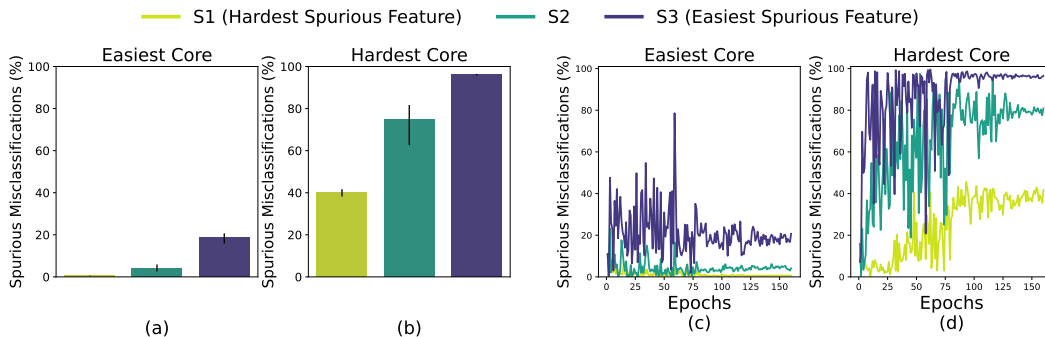 S1 (Hardest Spurious Feature) S2 S3 (Easiest Spurious Feature)
Easiest Core
Spurious Misclassifications (%)
100
80
60
40
20
0
(a)
Hardest Core
Spurious Misclassifications (%)
100
80
60
40
20
0
(b)
Easiest Core
Spurious Misclassifications (%)
100
80
60
40
20
0
0 25 50 75 100 125 150
Epochs
(c)
Hardest Core
Spurious Misclassifications (%)
100
80
60
40
20
0
0 25 50 75 100 125 150
Epochs
(d)